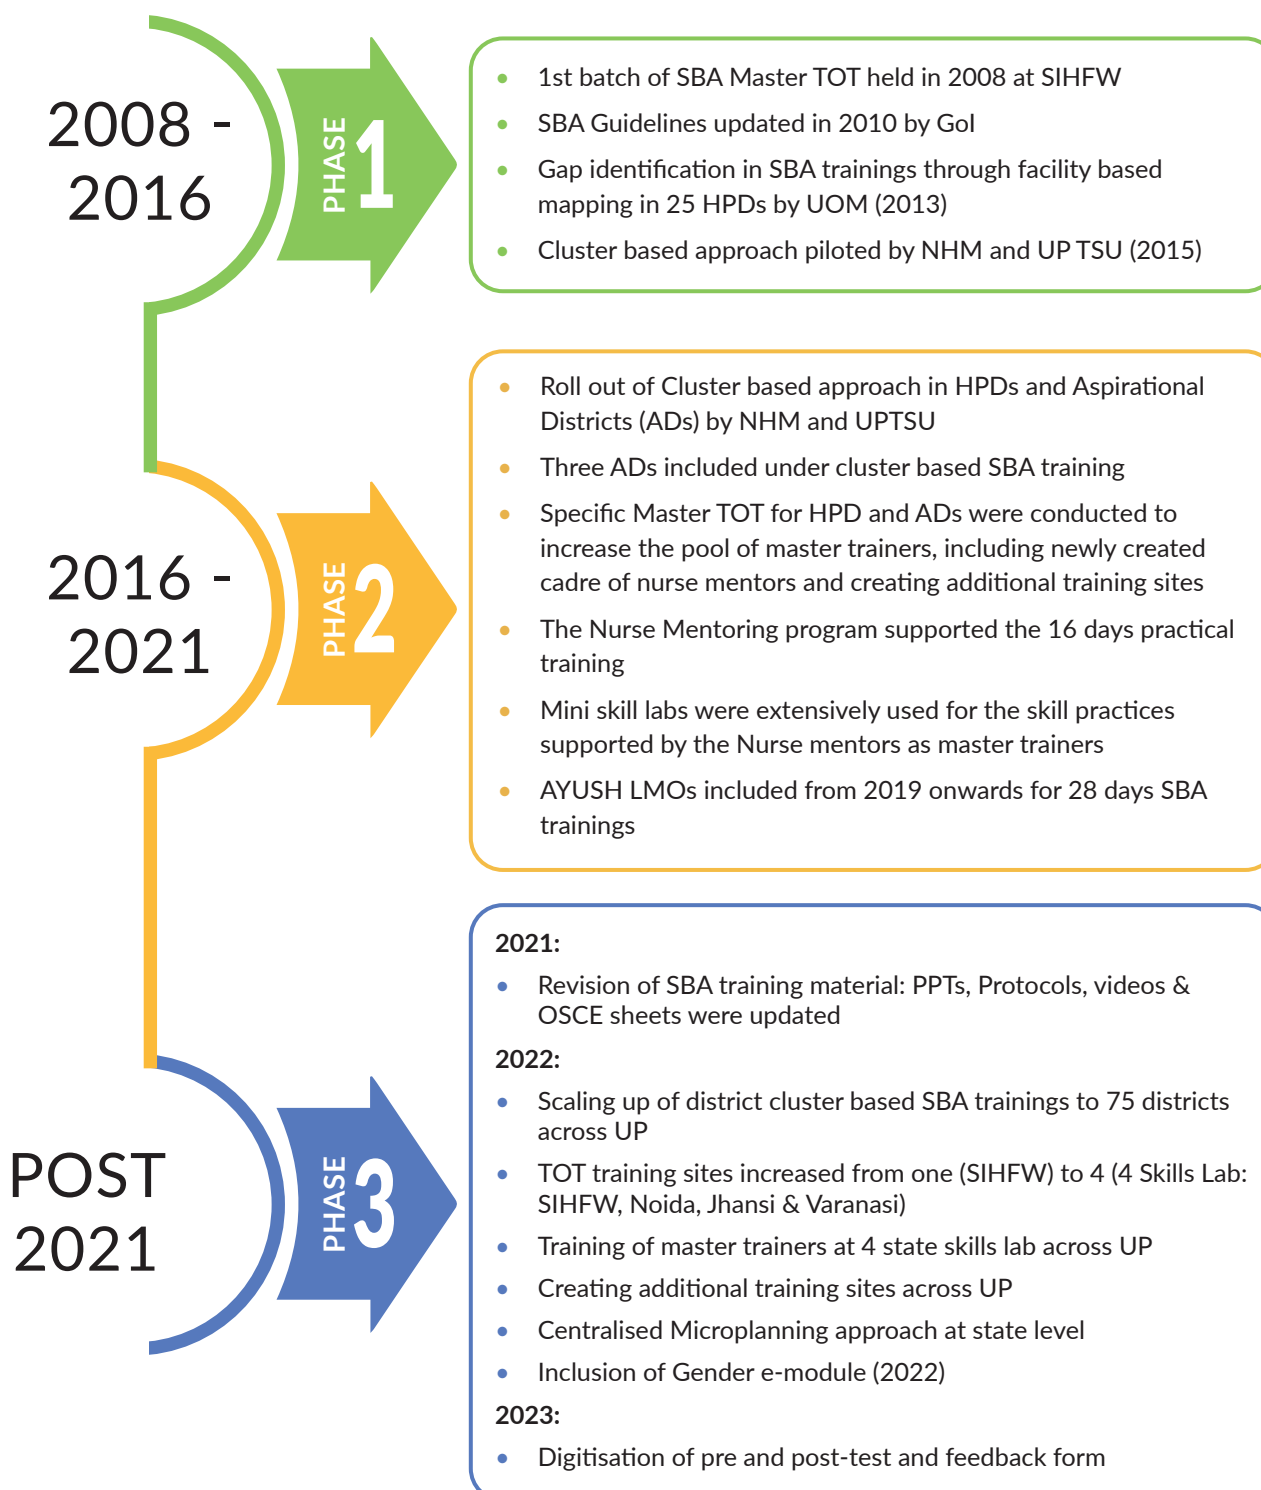 2008 -
2016
PHASE 1
• 1st batch of SBA Master TOT held in 2008 at SIHFW
• SBA Guidelines updated in 2010 by GoI
• Gap identification in SBA trainings through facility based
mapping in 25 HPDs by UOM (2013)
• Cluster based approach piloted by NHM and UP TSU (2015)
2016 -
2021
PHASE 2
• Roll out of Cluster based approach in HPDs and Aspirational
Districts (ADs) by NHM and UPTSU
• Three ADs included under cluster based SBA training
• Specific Master TOT for HPD and ADs were conducted to
increase the pool of master trainers, including newly created
cadre of nurse mentors and creating additional training sites
• The Nurse Mentoring program supported the 16 days practical
training
• Mini skill labs were extensively used for the skill practices
supported by the Nurse mentors as master trainers
• AYUSH LMOs included from 2019 onwards for 28 days SBA
trainings
POST
2021
PHASE 3
2021:
• Revision of SBA training material: PPTs, Protocols, videos &
OSCE sheets were updated
2022:
• Scaling up of district cluster based SBA trainings to 75 districts
across UP
• TOT training sites increased from one (SIHFW) to 4 (4 Skills Lab:
SIHFW, Noida, Jhansi & Varanasi)
• Training of master trainers at 4 state skills lab across UP
• Creating additional training sites across UP
• Centralised Microplanning approach at state level
• Inclusion of Gender e-module (2022)
2023:
• Digitisation of pre and post-test and feedback form